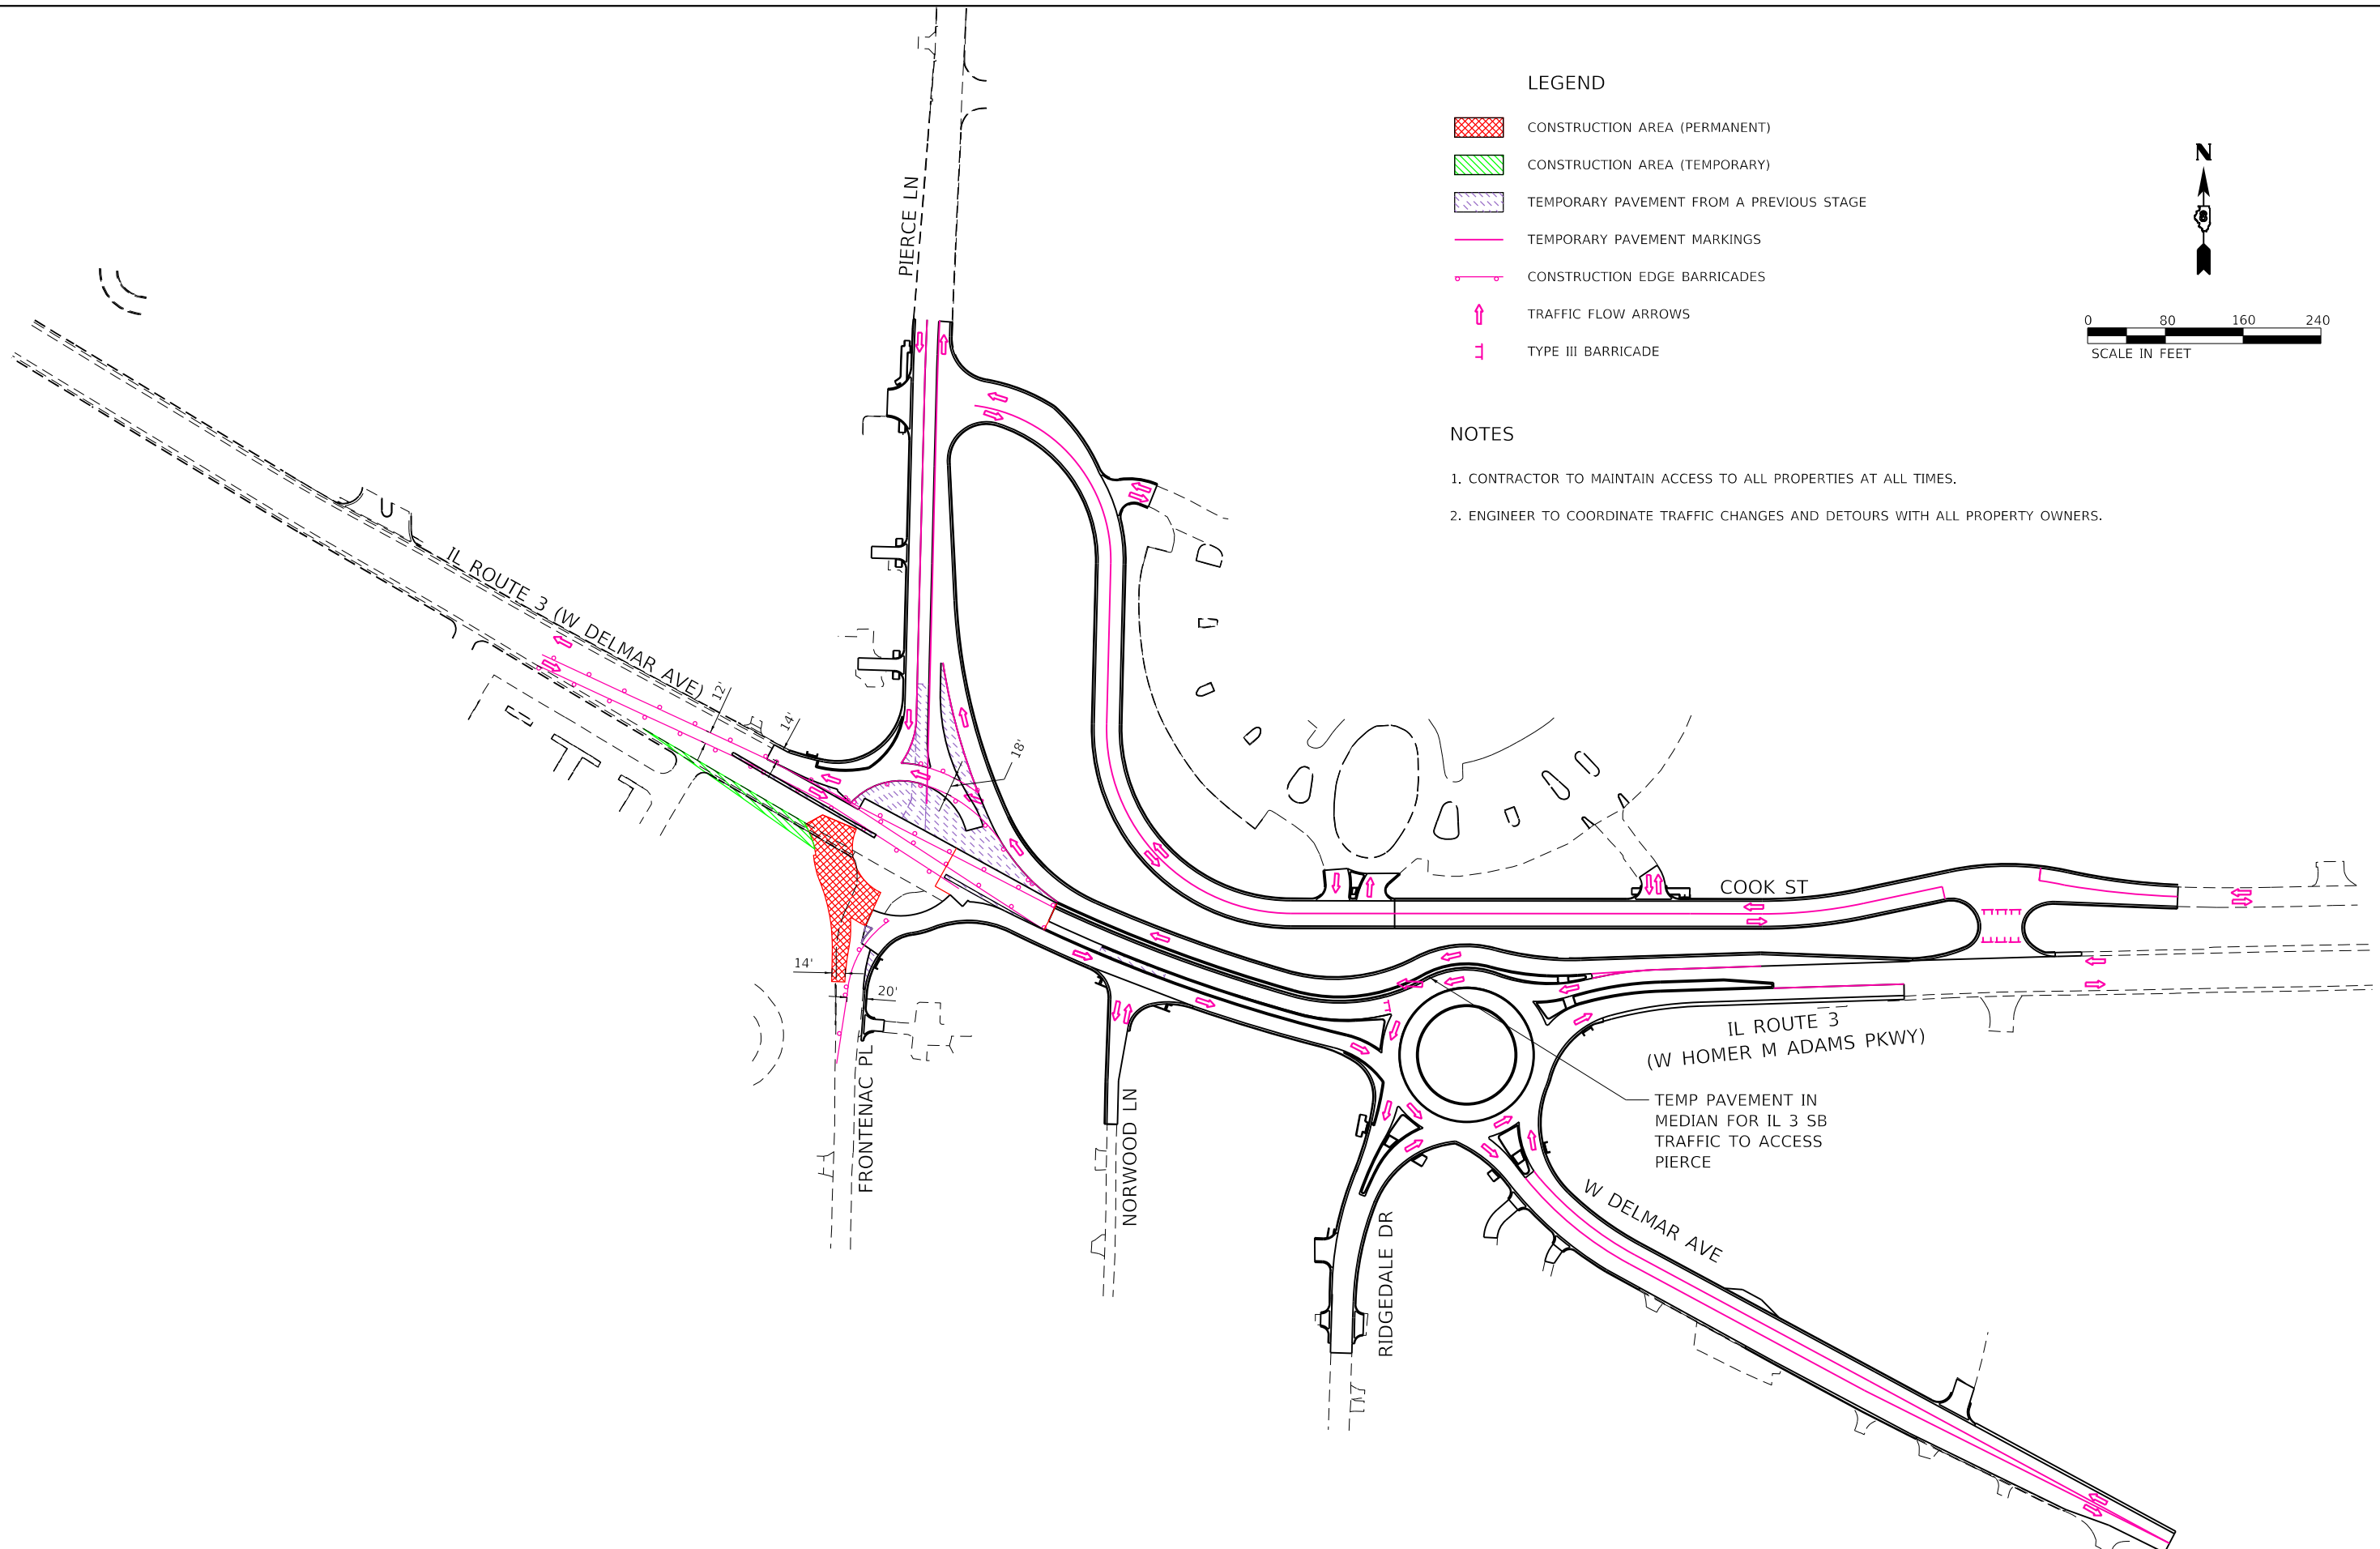 LEGEND
CONSTRUCTION AREA (PERMANENT)
CONSTRUCTION AREA (TEMPORARY)
TEMPORARY PAVEMENT FROM A PREVIOUS STAGE
TEMPORARY PAVEMENT MARKINGS
CONSTRUCTION EDGE BARRICADES
TRAFFIC FLOW ARROWS
TYPE III BARRICADE
N
0 80 160 240
SCALE IN FEET
NOTES
1. CONTRACTOR TO MAINTAIN ACCESS TO ALL PROPERTIES AT ALL TIMES.
2. ENGINEER TO COORDINATE TRAFFIC CHANGES AND DETOURS WITH ALL PROPERTY OWNERS.
PIERCE LN
IL ROUTE 3 (W DELMAR AVE)
12'
14'
18'
COOK ST
14'
20'
IL ROUTE 3
(W HOMER M ADAMS PKWY)
TEMP PAVEMENT IN
MEDIAN FOR IL 3 SB
TRAFFIC TO ACCESS
PIERCE
FRONTENAC PL
NORWOOD LN
RIDGEDALE DR
W DELMAR AVE